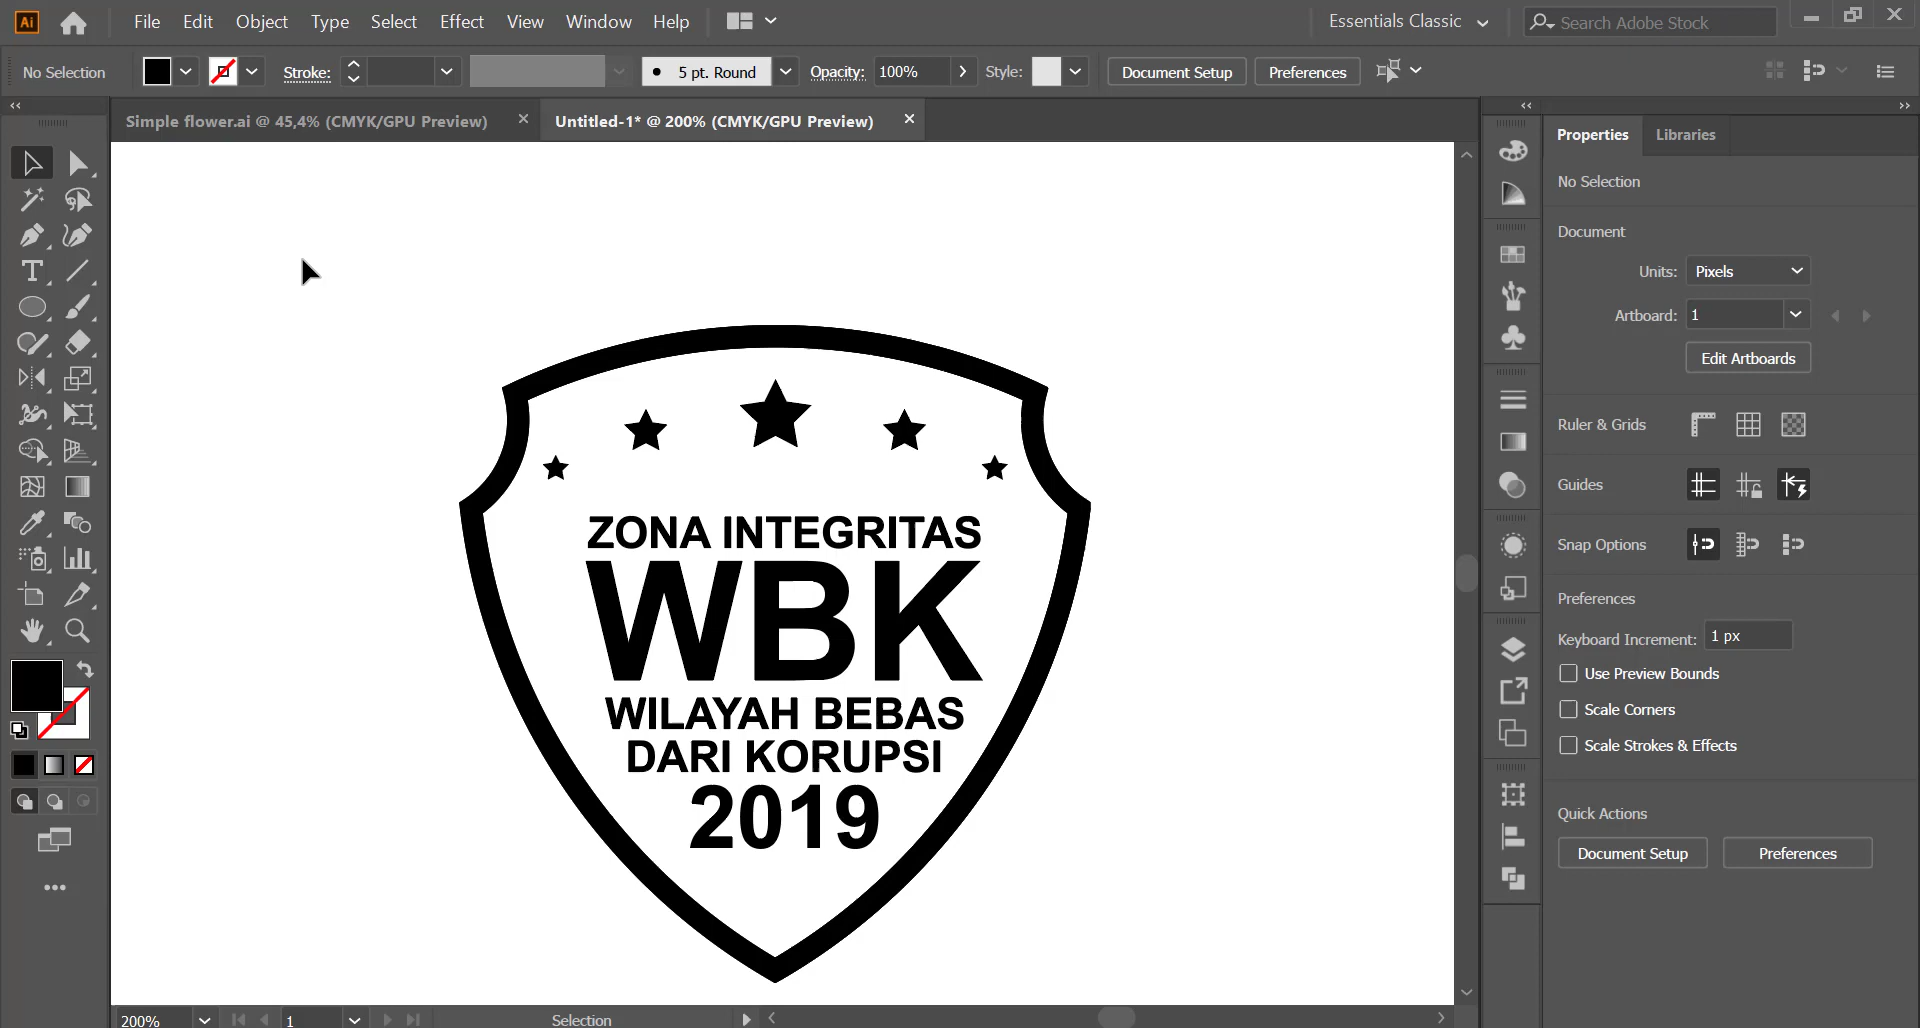 Ai File Edit Object Type Select Effect View Window Help Essentials Classic Search Adobe Stock
No Selection Stroke: 5 pt. Round Opacity: 100% Style: Document Setup Preferences
Simple flower.ai @ 45,4% (CMYK/GPU Preview) Untitled-1* @ 200% (CMYK/GPU Preview)
Properties Libraries
No Selection
Document
Units: Pixels
Artboard: 1
Edit Artboards
Ruler & Grids
Guides
Snap Options
Preferences
Keyboard Increment: 1 px
Use Preview Bounds
Scale Corners
Scale Strokes & Effects
Quick Actions
Document Setup Preferences
ZONA INTEGRITAS
WBK
WILAYAH BEBAS
DARI KORUPSI
2019
200% 1 Selection